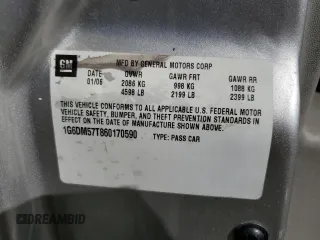 GM
MFD BY GENERAL MOTORS CORP
DATE GVWR GAWR FRT GAWR RR
01/06 2086 KG 998 KG 1088 KG
4598 LB 2199 LB 2399 LB
THIS VEHICLE CONFORMS TO ALL APPLICABLE U.S. FEDERAL MOTOR
VEHICLE SAFETY, BUMPER, AND THEFT PREVENTION STANDARDS IN
EFFECT ON THE DATE OF MANUFACTURE SHOWN ABOVE.
1G6DM57T860170590
TYPE: PASS CAR
DREAMBID